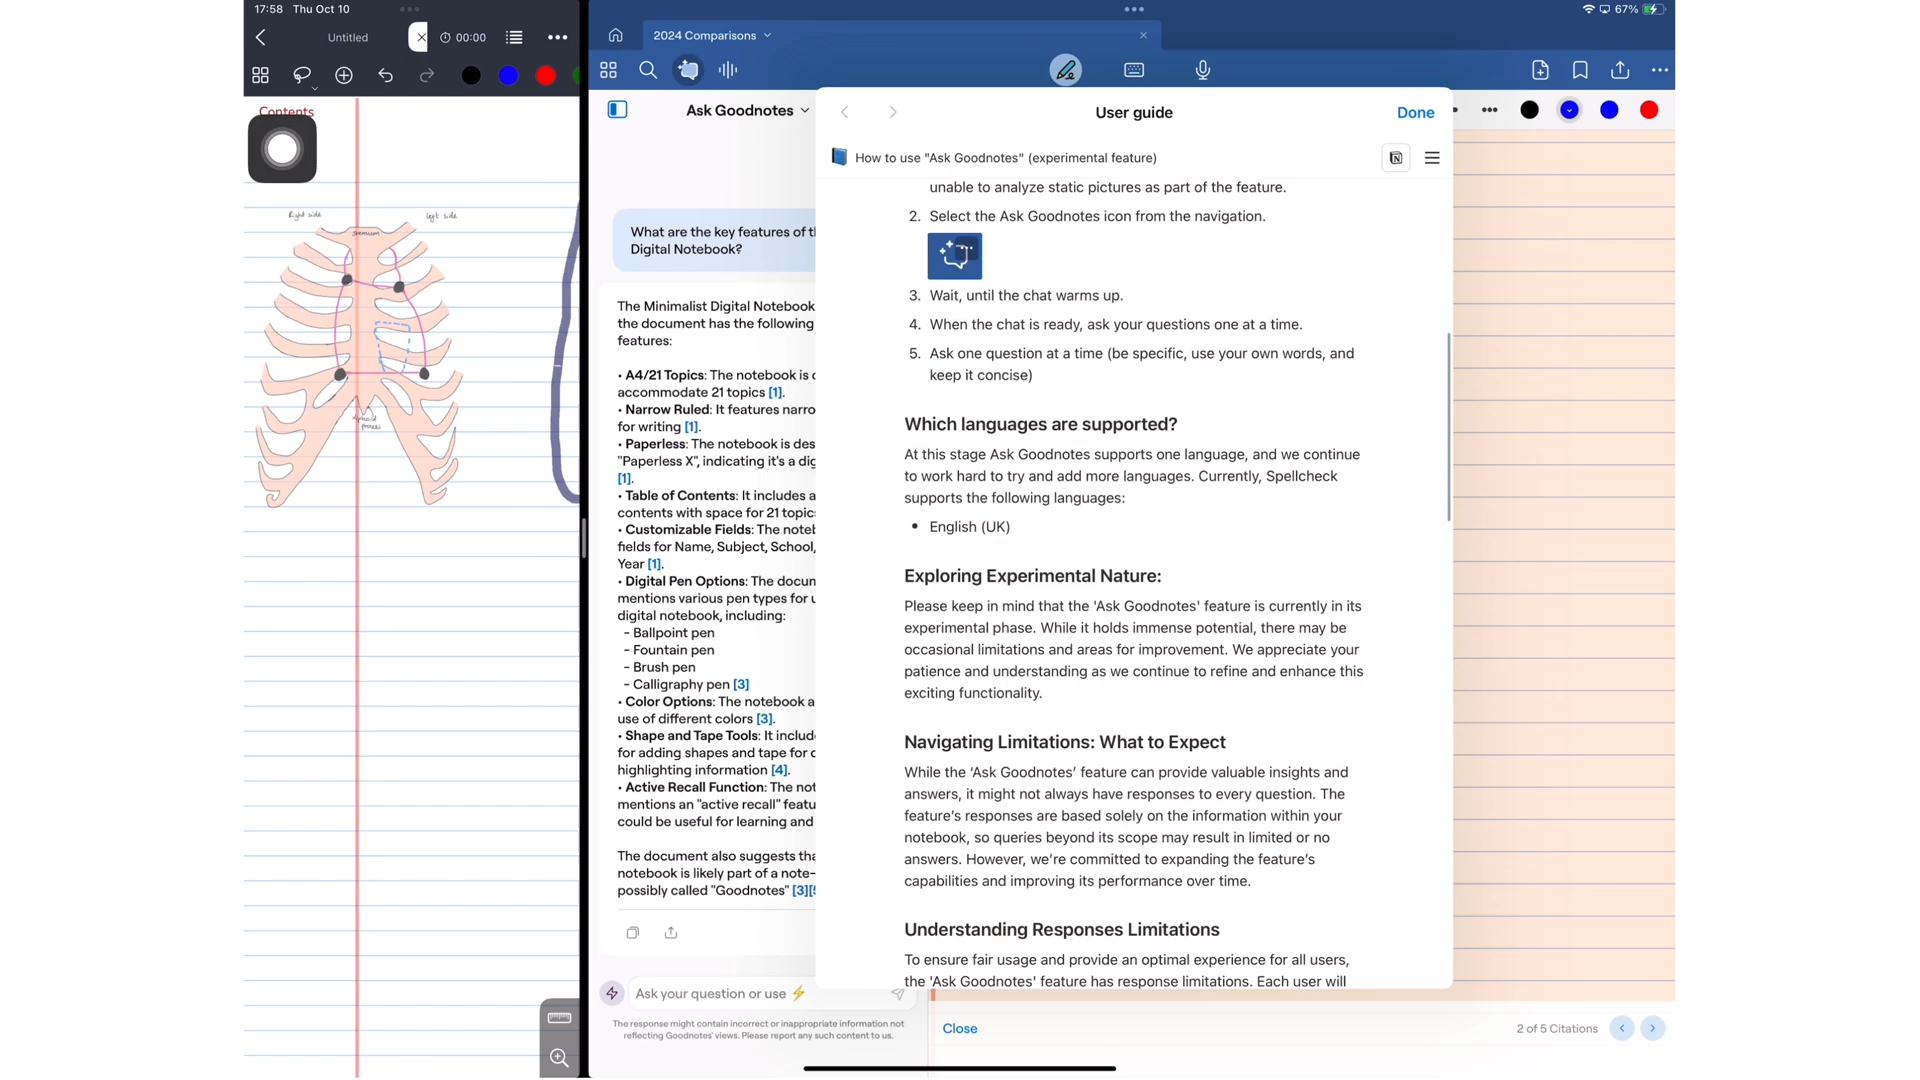 17:58 Thu Oct 10
Untitled
00:00
Contents
Right side
left side
sternum
xiphoid
process
67%
2024 Comparisons
Ask Goodnotes
What are the key features of th
Digital Notebook?
The Minimalist Digital Notebook
the document has the following
features:
• A4/21 Topics: The notebook is
accommodate 21 topics [1].
• Narrow Ruled: It features narro
for writing [1].
• Paperless: The notebook is des
"Paperless X", indicating it's a dig
[1].
• Table of Contents: It includes a
contents with space for 21 topics
• Customizable Fields: The noteb
fields for Name, Subject, School,
Year [1].
• Digital Pen Options: The docum
mentions various pen types for u
digital notebook, including:
- Ballpoint pen
- Fountain pen
- Brush pen
- Calligraphy pen [3]
• Color Options: The notebook a
use of different colors [3].
• Shape and Tape Tools: It include
for adding shapes and tape for
highlighting information [4].
• Active Recall Function: The not
mentions an "active recall" featu
could be useful for learning and
The document also suggests tha
notebook is likely part of a note-
possibly called "Goodnotes" [3][5
Ask your question or use ⚡
The response might contain incorrect or inappropriate information not
reflecting Goodnotes' views. Please report any such content to us.
User guide
Done
How to use "Ask Goodnotes" (experimental feature)
unable to analyze static pictures as part of the feature.
2. Select the Ask Goodnotes icon from the navigation.
3. Wait, until the chat warms up.
4. When the chat is ready, ask your questions one at a time.
5. Ask one question at a time (be specific, use your own words, and
keep it concise)
Which languages are supported?
At this stage Ask Goodnotes supports one language, and we continue
to work hard to try and add more languages. Currently, Spellcheck
supports the following languages:
• English (UK)
Exploring Experimental Nature:
Please keep in mind that the 'Ask Goodnotes' feature is currently in its
experimental phase. While it holds immense potential, there may be
occasional limitations and areas for improvement. We appreciate your
patience and understanding as we continue to refine and enhance this
exciting functionality.
Navigating Limitations: What to Expect
While the ‘Ask Goodnotes’ feature can provide valuable insights and
answers, it might not always have responses to every question. The
feature’s responses are based solely on the information within your
notebook, so queries beyond its scope may result in limited or no
answers. However, we’re committed to expanding the feature’s
capabilities and improving its performance over time.
Understanding Responses Limitations
To ensure fair usage and provide an optimal experience for all users,
the 'Ask Goodnotes' feature has response limitations. Each user will
Close
2 of 5 Citations